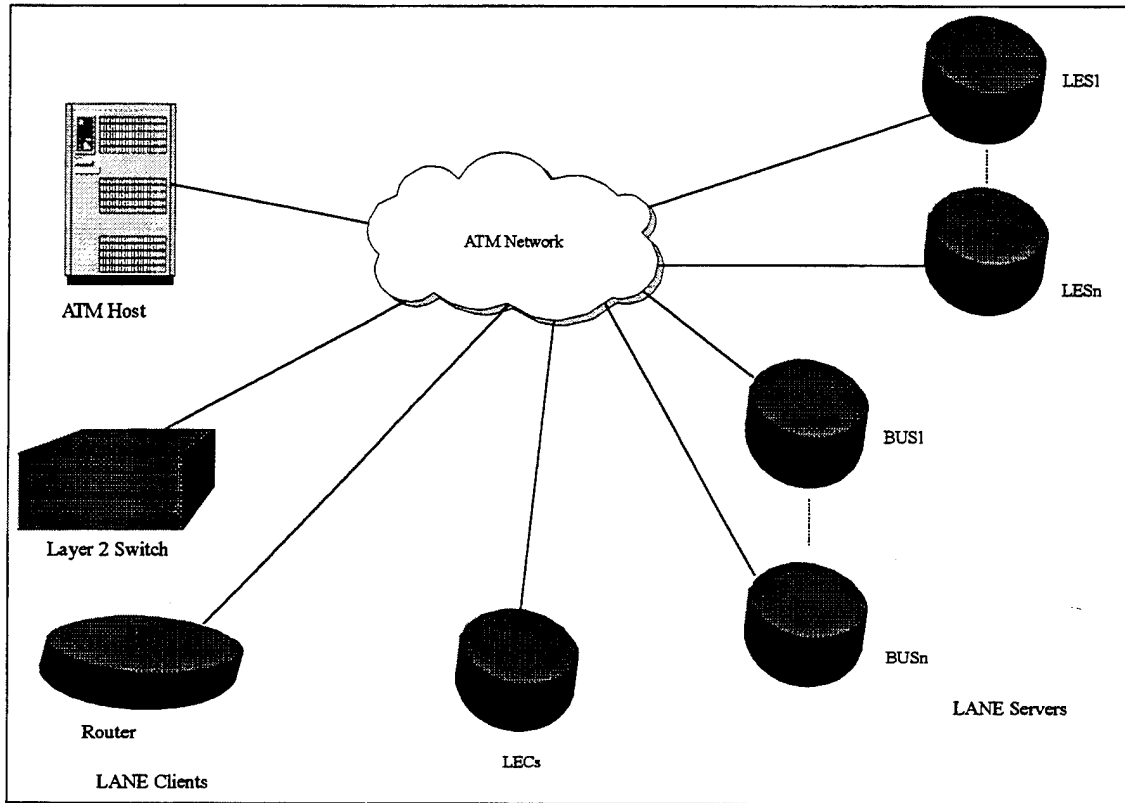 LES1
ATM Network
LESn
ATM Host
BUS1
Layer 2 Switch
BUSn
LANE Servers
Router
LECs
LANE Clients